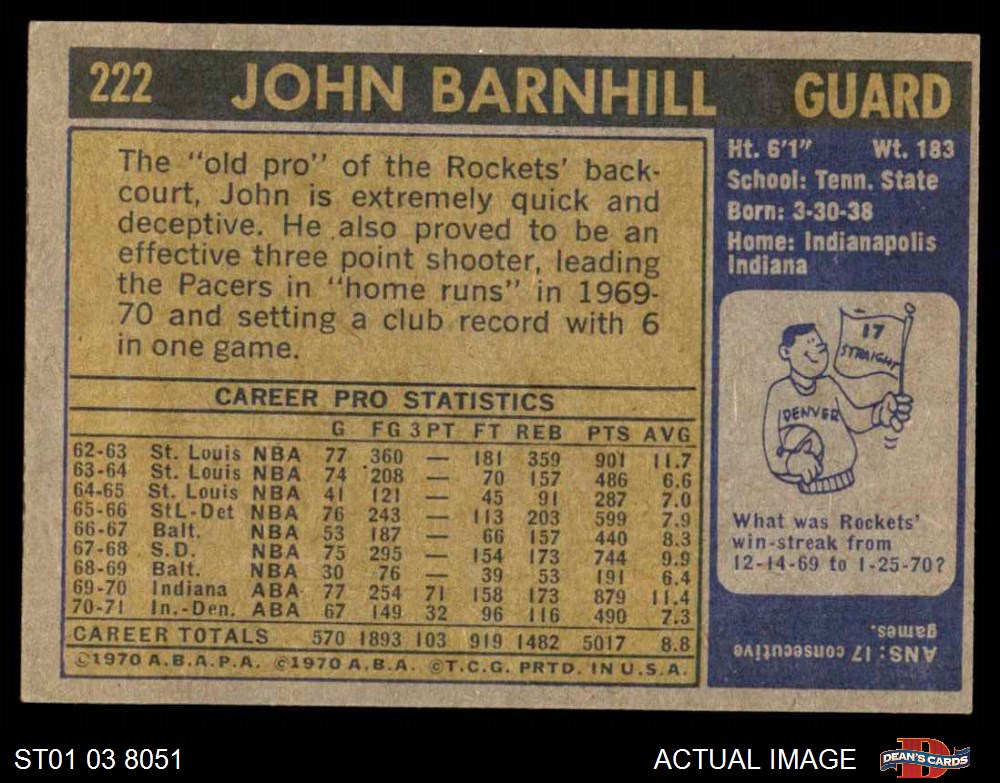 222 JOHN BARNHILL GUARD
The "old pro" of the Rockets' back-
court, John is extremely quick and
deceptive. He also proved to be an
effective three point shooter, leading
the Pacers in "home runs" in 1969-
70 and setting a club record with 6
in one game.
CAREER PRO STATISTICS
G FG 3 PT FT REB PTS AVG
62-63 St. Louis NBA 77 360 — 181 359 901 11.7
63-64 St. Louis NBA 74 208 — 70 157 486 6.6
64-65 St. Louis NBA 41 121 — 45 91 287 7.0
65-66 StL-Det NBA 76 243 — 113 203 599 7.9
66-67 Balt. NBA 53 187 — 66 157 440 8.3
67-68 S.D. NBA 75 295 — 154 173 744 9.9
68-69 Balt. NBA 30 76 — 39 53 191 6.4
69-70 Indiana ABA 77 254 71 158 173 879 11.4
70-71 In.-Den. ABA 67 149 32 96 116 490 7.3
CAREER TOTALS 570 1893 103 919 1482 5017 8.8
©1970 A.B.A.P.A. ©1970 A.B.A. ©T.C.G. PRTD. IN U.S.A.
Ht. 6'1" Wt. 183
School: Tenn. State
Born: 3-30-38
Home: Indianapolis
Indiana
17
STRAIGHT
DENVER
What was Rockets'
win-streak from
12-14-69 to 1-25-70?
ANS: 17 consecutive
games.
ST01 03 8051
ACTUAL IMAGE
DEAN'S CARDS